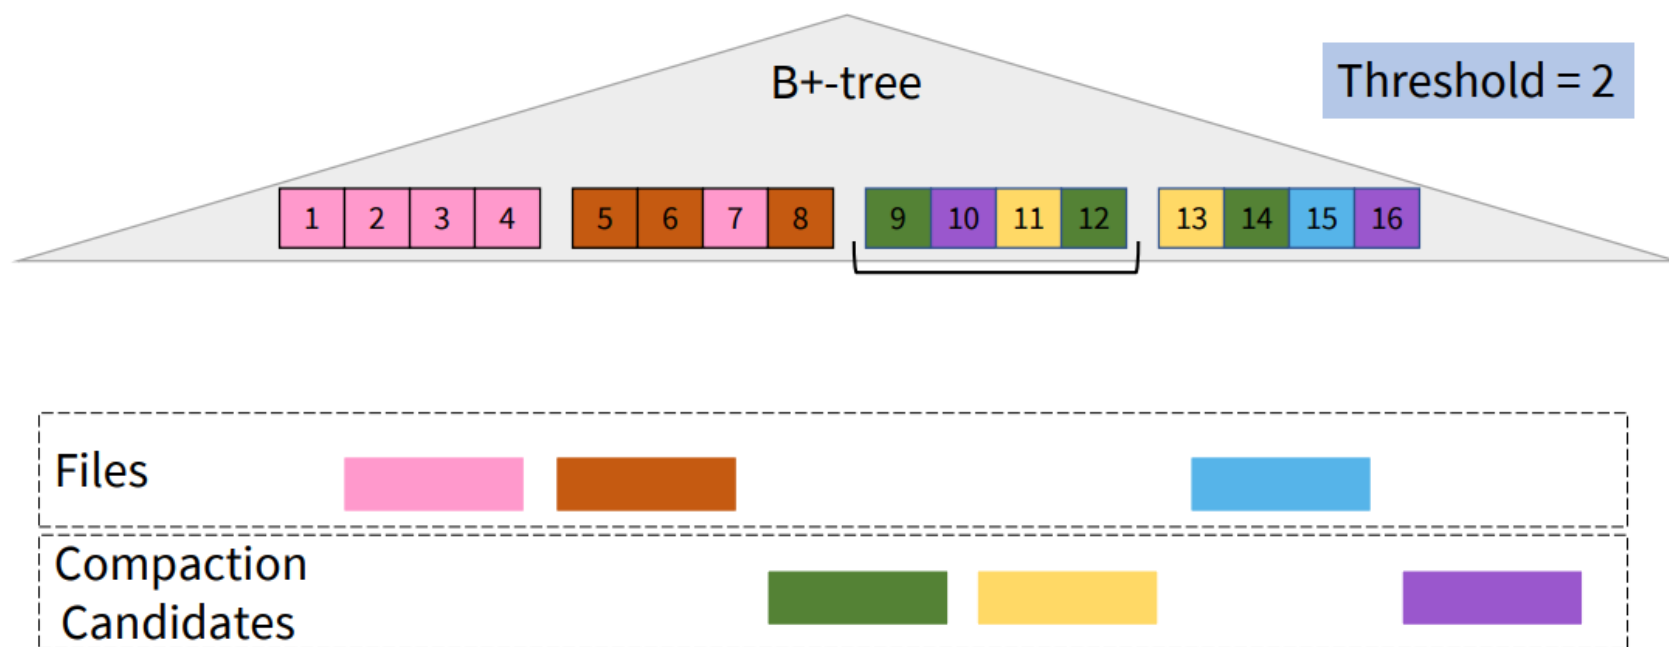 B+-tree
Threshold = 2
1 2 3 4 5 6 7 8 9 10 11 12 13 14 15 16
Files
Compaction
Candidates